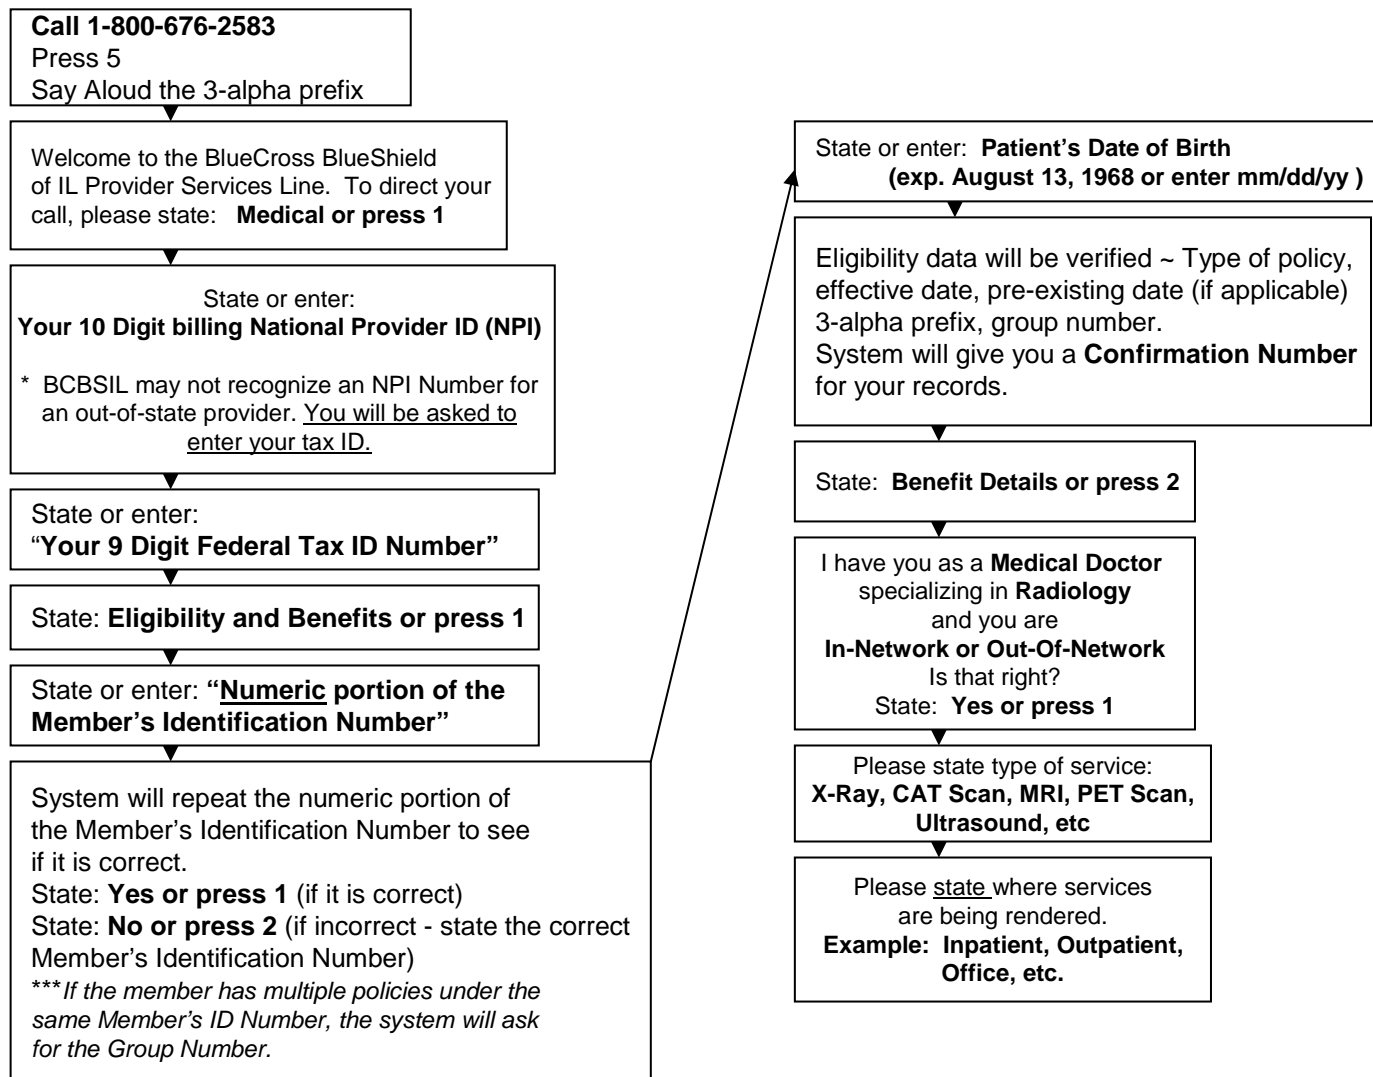 Call 1-800-676-2583
Press 5
Say Aloud the 3-alpha prefix
Welcome to the BlueCross BlueShield
of IL Provider Services Line.  To direct your
call, please state:   Medical or press 1
State or enter:
Your 10 Digit billing National Provider ID (NPI)
*  BCBSIL may not recognize an NPI Number for
an out-of-state provider. You will be asked to
enter your tax ID.
State or enter:
“Your 9 Digit Federal Tax ID Number”
State: Eligibility and Benefits or press 1
State or enter: “Numeric portion of the
Member’s Identification Number”
System will repeat the numeric portion of
the Member’s Identification Number to see
if it is correct.
State: Yes or press 1 (if it is correct)
State: No or press 2 (if incorrect - state the correct
Member’s Identification Number)
***If the member has multiple policies under the
same Member’s ID Number, the system will ask
for the Group Number.
State or enter:  Patient’s Date of Birth
(exp. August 13, 1968 or enter mm/dd/yy )
Eligibility data will be verified ~ Type of policy,
effective date, pre-existing date (if applicable)
3-alpha prefix, group number.
System will give you a Confirmation Number
for your records.
State:  Benefit Details or press 2
I have you as a Medical Doctor
specializing in Radiology
and you are
In-Network or Out-Of-Network
Is that right?
State:  Yes or press 1
Please state type of service:
X-Ray, CAT Scan, MRI, PET Scan,
Ultrasound, etc
Please state where services
are being rendered.
Example:  Inpatient, Outpatient,
Office, etc.